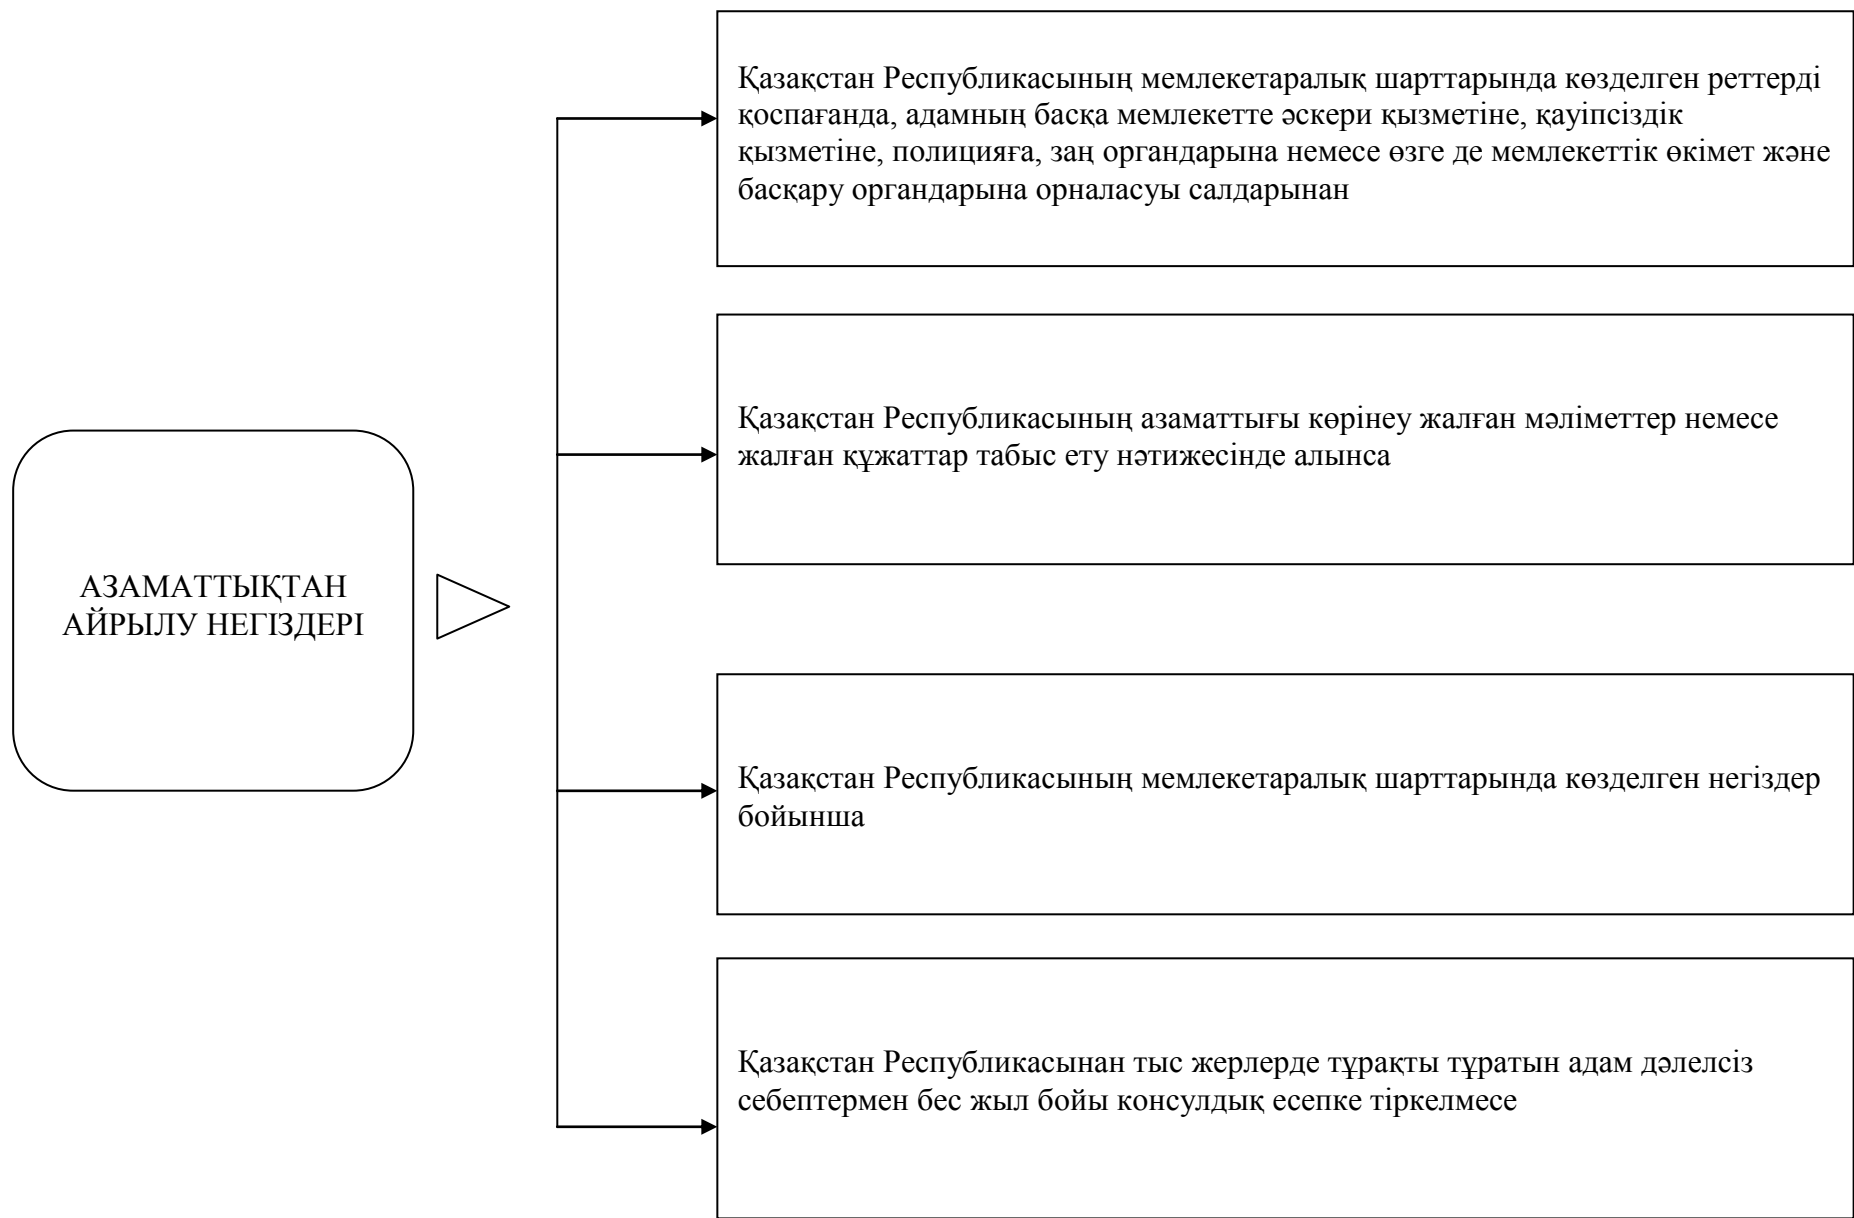 Қазақстан Республикасының мемлекетаралық шарттарында көзделген реттерді
қоспағанда, адамның басқа мемлекетте әскери қызметіне, қауіпсіздік
қызметіне, полицияға, заң органдарына немесе өзге де мемлекеттік өкімет және
басқару органдарына орналасуы салдарынан
Қазақстан Республикасының азаматтығы көрінеу жалған мәліметтер немесе
жалған құжаттар табыс ету нәтижесінде алынса
АЗАМАТТЫҚТАН
АЙРЫЛУ НЕГІЗДЕРІ
Қазақстан Республикасының мемлекетаралық шарттарында көзделген негіздер
бойынша
Қазақстан Республикасынан тыс жерлерде тұрақты тұратын адам дәлелсіз
себептермен бес жыл бойы консулдық есепке тіркелмесе